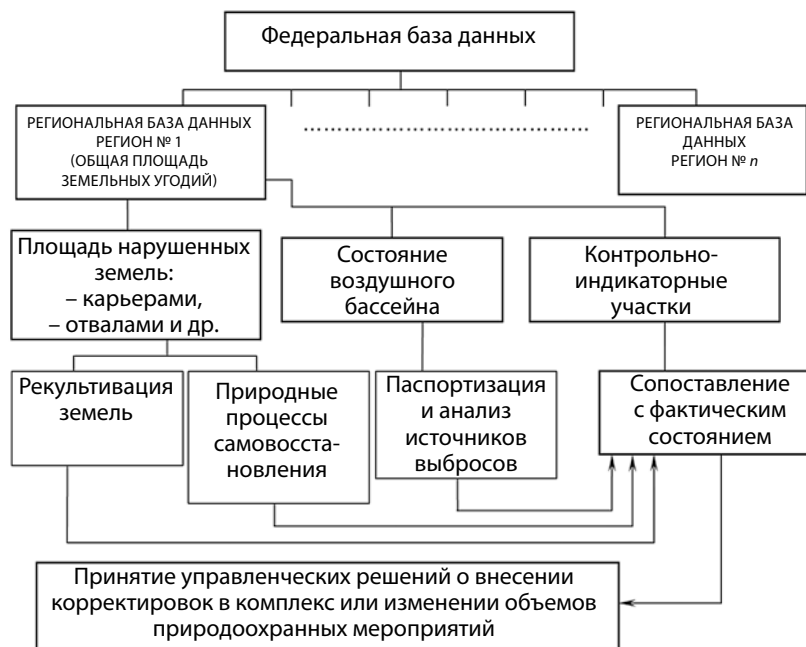 Федеральная база данных
РЕГИОНАЛЬНАЯ БАЗА ДАННЫХ
РЕГИОН № 1
(ОБЩАЯ ПЛОЩАДЬ
ЗЕМЕЛЬНЫХ УГОДИЙ)
РЕГИОНАЛЬНАЯ БАЗА
ДАННЫХ
РЕГИОН № n
Площадь нарушенных
земель:
– карьерами,
– отвалами и др.
Состояние
воздушного
бассейна
Контрольно-
индикаторные
участки
Рекультивация
земель
Природные
процессы
самовосста-
новления
Паспортизация
и анализ
источников
выбросов
Сопоставление
с фактическим
состоянием
Принятие управленческих решений о внесении
корректировок в комплекс или изменении объемов
природоохранных мероприятий